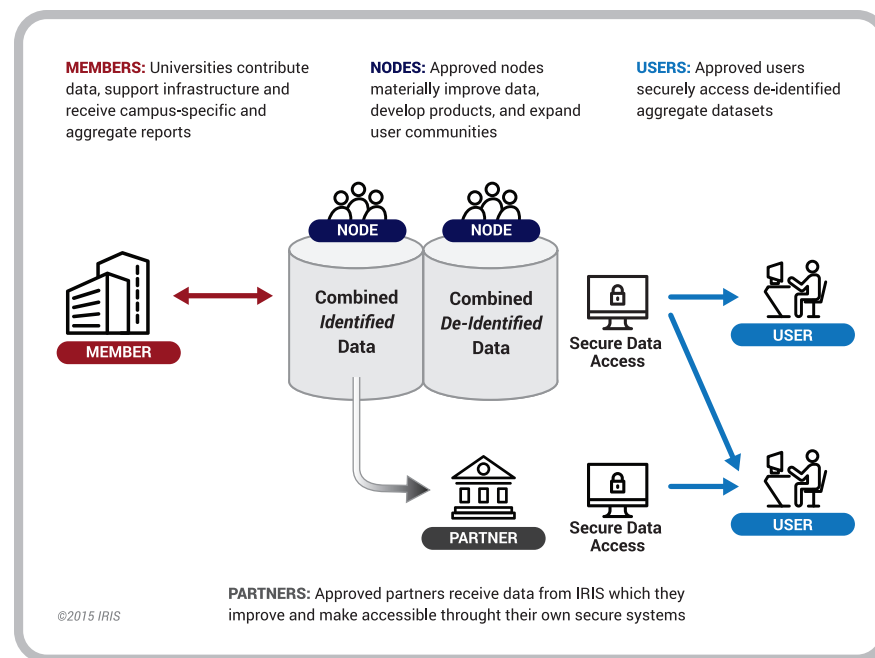 MEMBERS: Universities contribute
data, support infrastructure and
receive campus-specific and
aggregate reports
NODES: Approved nodes
materially improve data,
develop products, and expand
user communities
USERS: Approved users
securely access de-identified
aggregate datasets
NODE
NODE
Combined
Identified
Data
Combined
De-Identified
Data
MEMBER
Secure Data
Access
USER
PARTNER
Secure Data
Access
USER
PARTNERS: Approved partners receive data from IRIS which they
improve and make accessible throught their own secure systems
©2015 IRIS